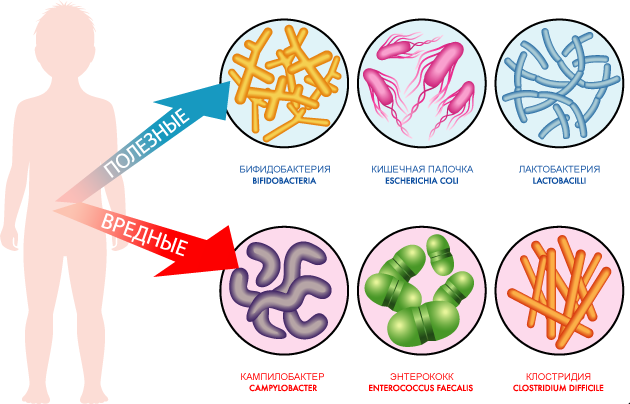 ПОЛЕЗНЫЕ
БИФИДОБАКТЕРИЯ
BIFIDOBACTERIA
КИШЕЧНАЯ ПАЛОЧКА
ESCHERICHIA COLI
ЛАКТОБАКТЕРИЯ
LACTOBACILLI
ВРЕДНЫЕ
КАМПИЛОБАКТЕР
CAMPYLOBACTER
ЭНТЕРОКОКК
ENTEROCOCCUS FAECALIS
КЛОСТРИДИЯ
CLOSTRIDIUM DIFFICILE